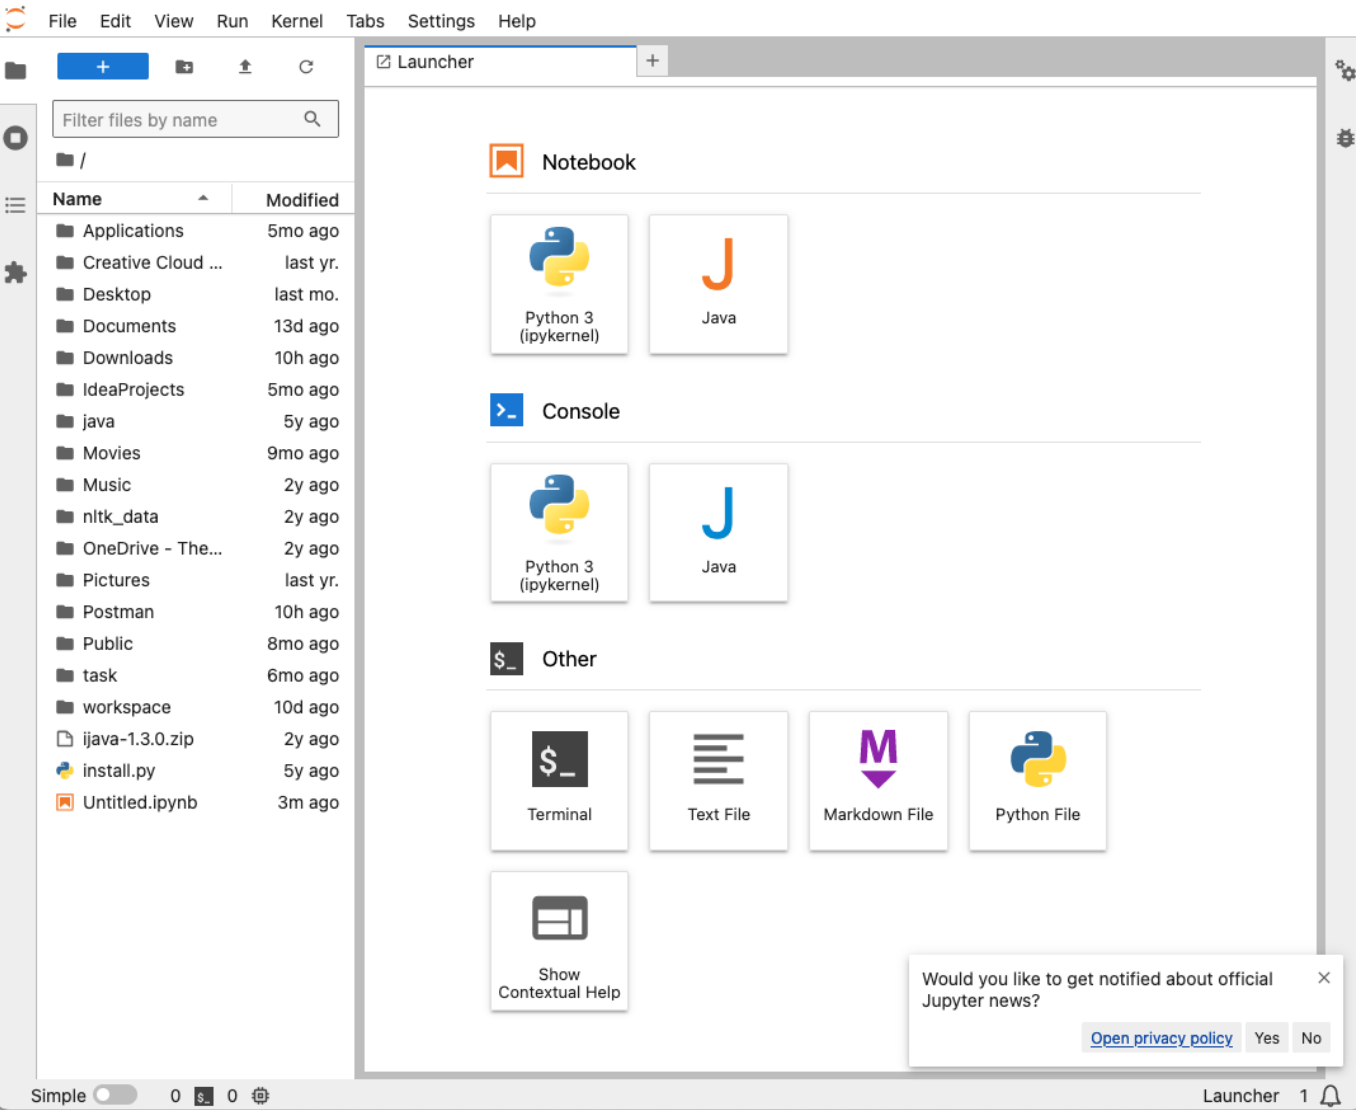 File Edit View Run Kernel Tabs Settings Help
+
Filter files by name
/
Name Modified
Applications 5mo ago
Creative Cloud ... last yr.
Desktop last mo.
Documents 13d ago
Downloads 10h ago
IdeaProjects 5mo ago
java 5y ago
Movies 9mo ago
Music 2y ago
nltk_data 2y ago
OneDrive - The... 2y ago
Pictures last yr.
Postman 10h ago
Public 8mo ago
task 6mo ago
workspace 10d ago
ijava-1.3.0.zip 2y ago
install.py 5y ago
Untitled.ipynb 3m ago
Launcher +
Notebook
Python 3
(ipykernel)
J
Java
>_ Console
Python 3
(ipykernel)
J
Java
$_ Other
$_
Terminal
Text File
M
Markdown File
Python File
Show
Contextual Help
Would you like to get notified about official
Jupyter news?
Open privacy policy Yes No
Simple 0 $_ 0 Launcher 1